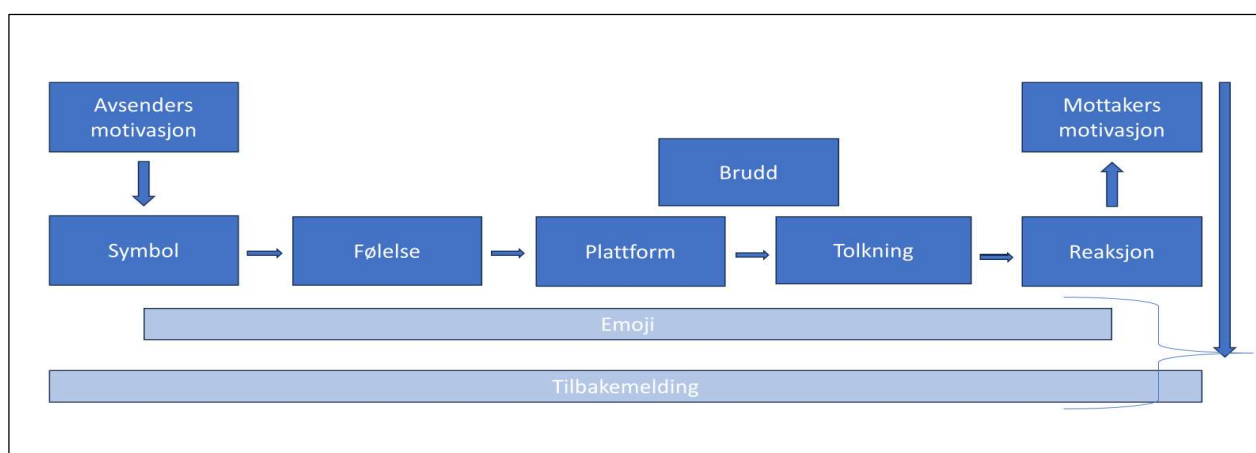 Avsenders
motivasjon
Mottakers
motivasjon
Brudd
Symbol
Følelse
Plattform
Tolkning
Reaksjon
Emoji
Tilbakemelding